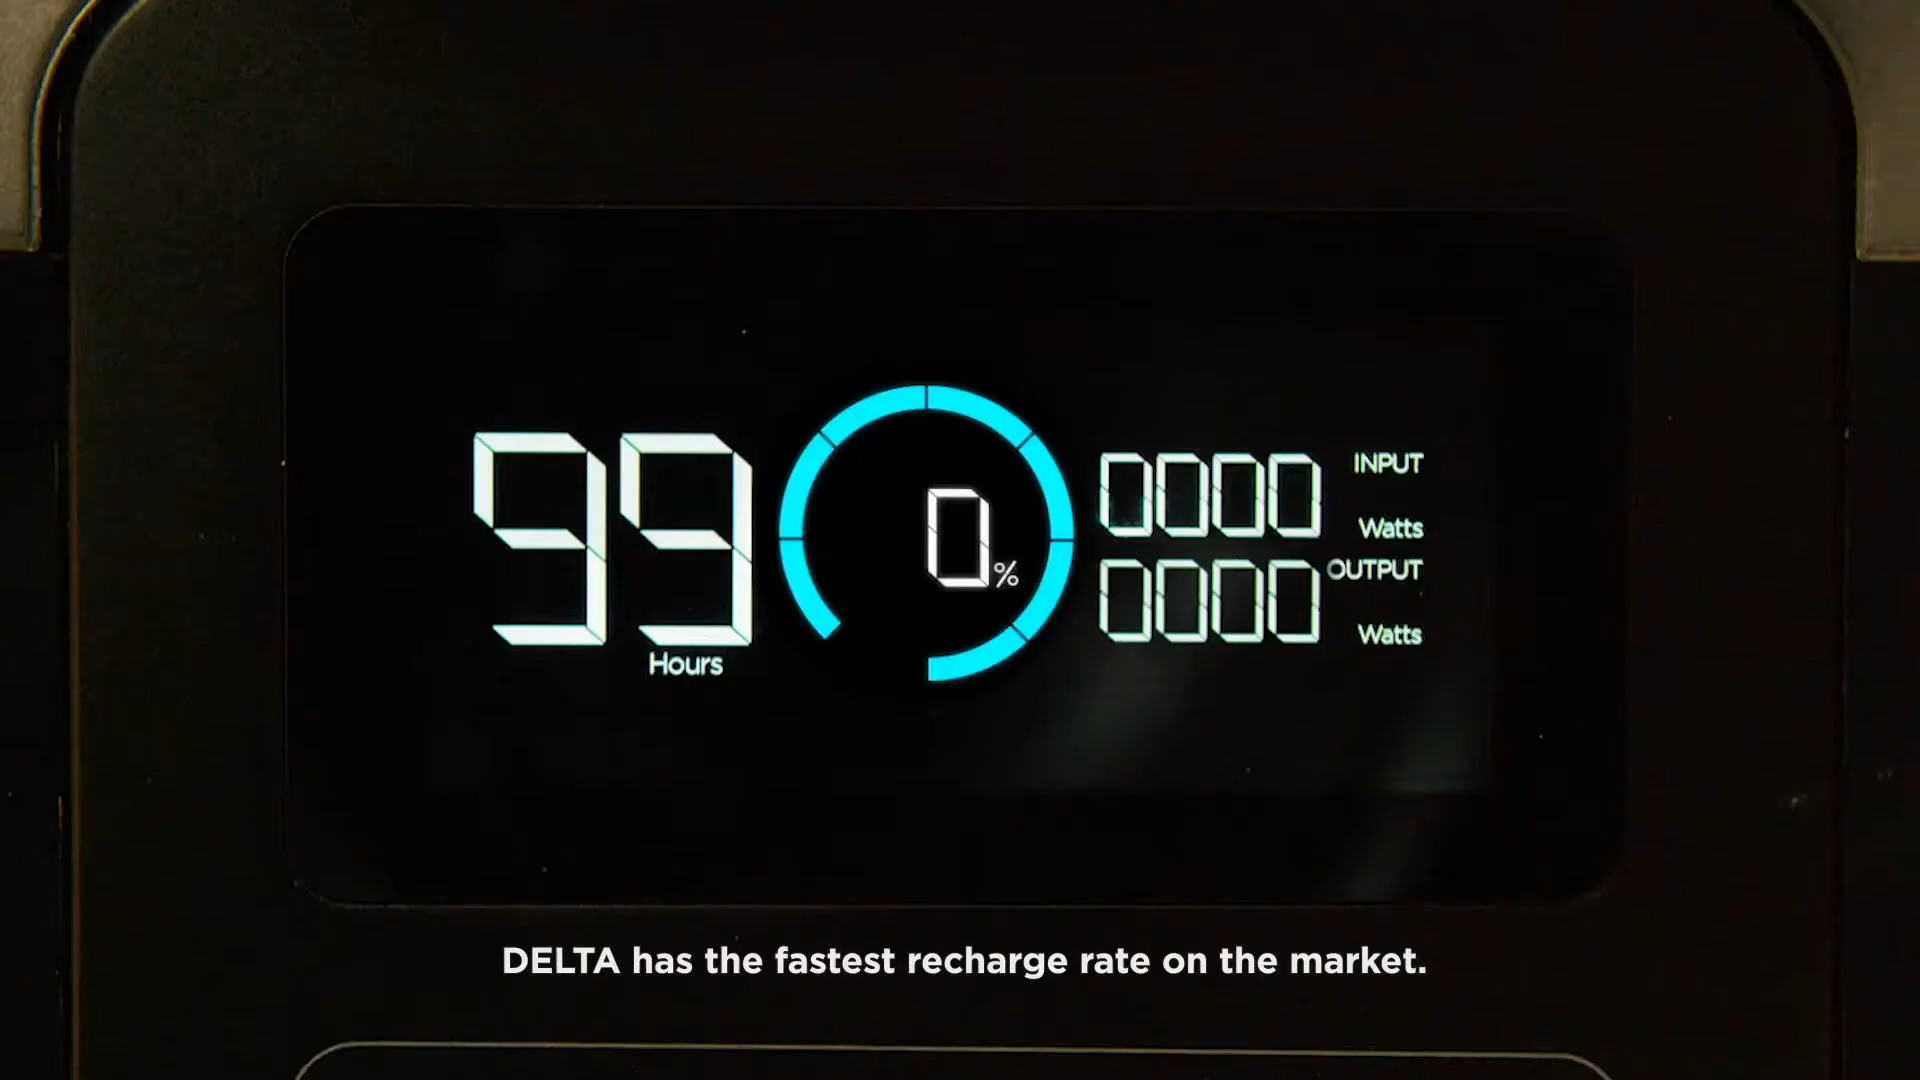 99
Hours
0%
0000 INPUT
Watts
0000 OUTPUT
Watts
DELTA has the fastest recharge rate on the market.